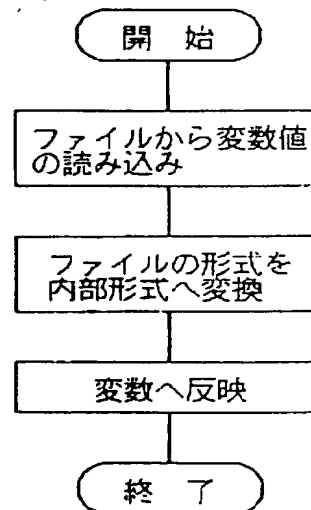 開 始
ファイルから変数値
の読み込み
ファイルの形式を
内部形式へ変換
変数へ反映
終 了